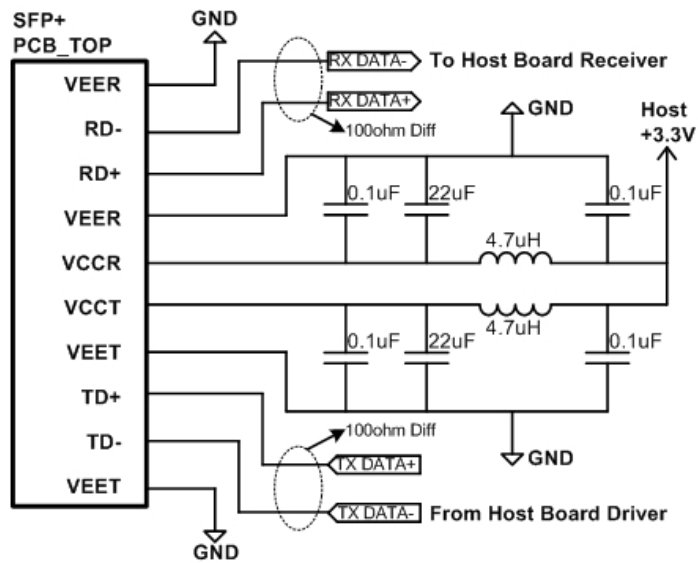 SFP+
PCB_TOP
GND
VEER
RD-
RD+
VEER
VCCR
VCCT
VEET
TD+
TD-
VEET
RX DATA-
To Host Board Receiver
RX DATA+
100ohm Diff
GND
Host
+3.3V
0.1uF
22uF
0.1uF
4.7uH
4.7uH
0.1uF
22uF
0.1uF
100ohm Diff
GND
TX DATA+
TX DATA-
From Host Board Driver
GND